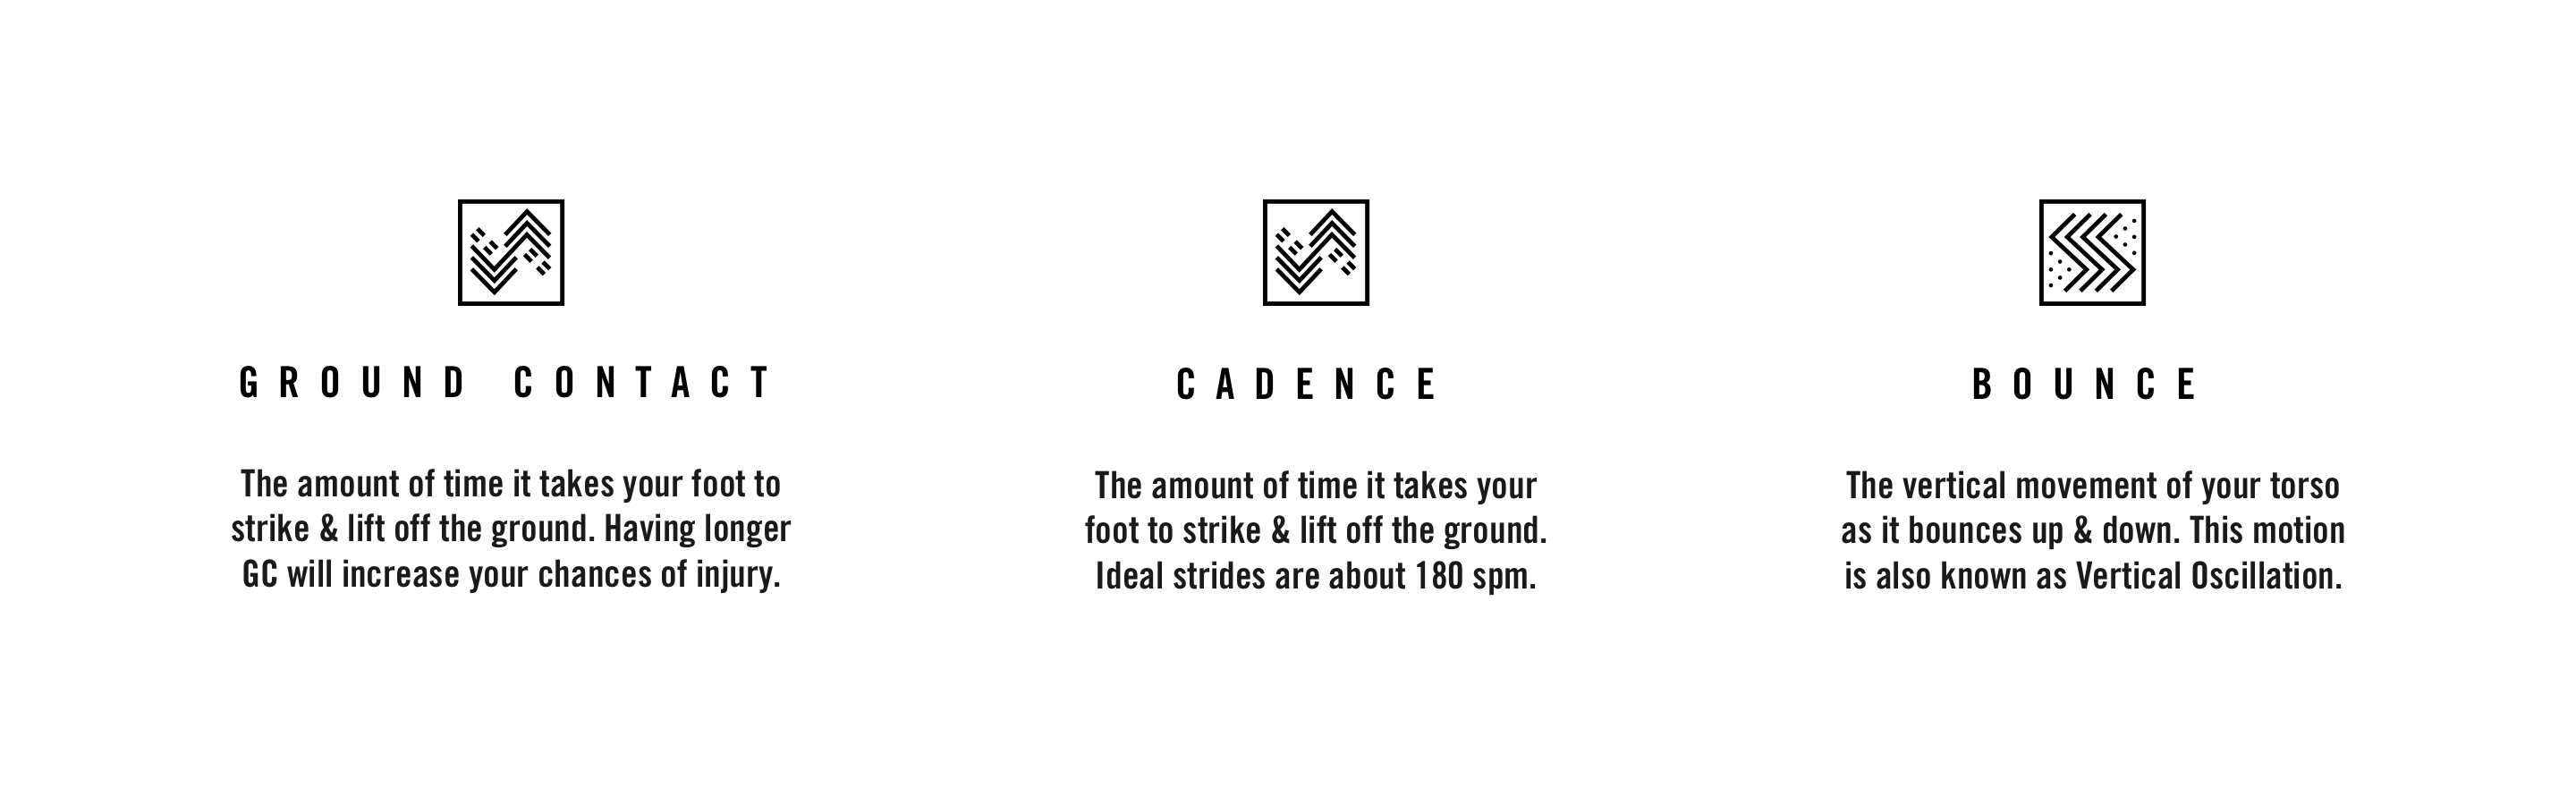 GROUND CONTACT
The amount of time it takes your foot to
strike & lift off the ground. Having longer
GC will increase your chances of injury.
CADENCE
The amount of time it takes your
foot to strike & lift off the ground.
Ideal strides are about 180 spm.
BOUNCE
The vertical movement of your torso
as it bounces up & down. This motion
is also known as Vertical Oscillation.